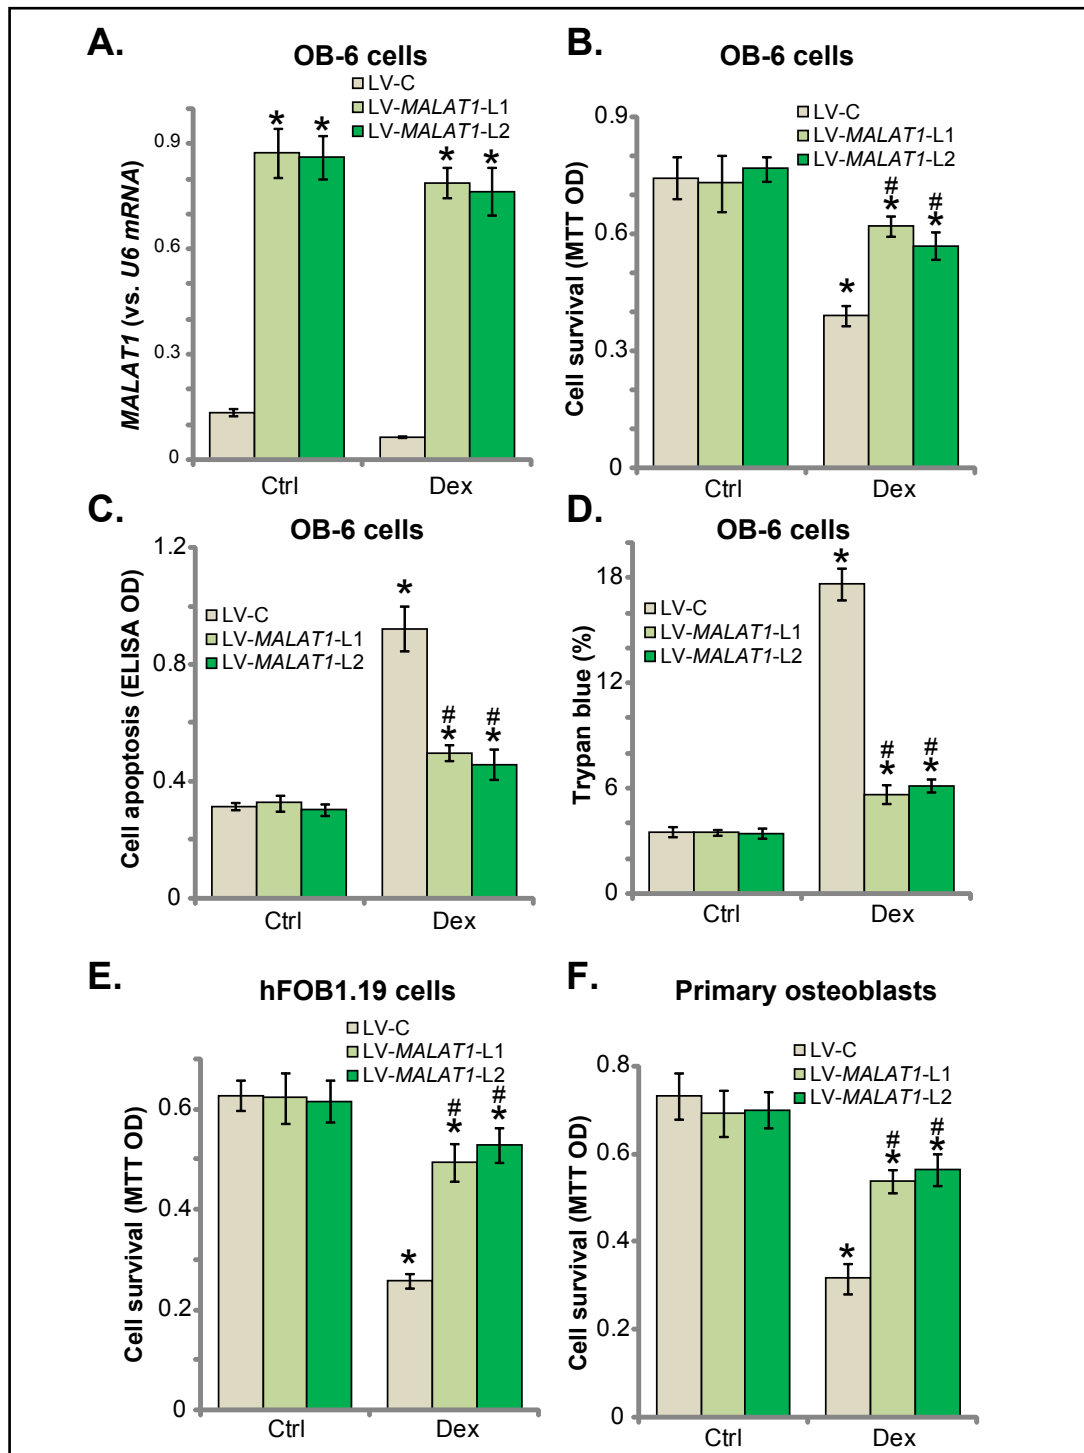 A.
OB-6 cells
LV-C
LV-MALAT1-L1
LV-MALAT1-L2
MALAT1 (vs. U6 mRNA)
0.9
0.6
0.3
0
* * * *
Ctrl Dex
B.
OB-6 cells
LV-C
LV-MALAT1-L1
LV-MALAT1-L2
Cell survival (MTT OD)
0.9
0.6
0.3
0
# #
* * *
Ctrl Dex
C.
OB-6 cells
LV-C
LV-MALAT1-L1
LV-MALAT1-L2
Cell apoptosis (ELISA OD)
1.2
0.8
0.4
0
*
# #
* *
Ctrl Dex
D.
OB-6 cells
LV-C
LV-MALAT1-L1
LV-MALAT1-L2
Trypan blue (%)
18
12
6
0
*
# #
* *
Ctrl Dex
E.
hFOB1.19 cells
LV-C
LV-MALAT1-L1
LV-MALAT1-L2
Cell survival (MTT OD)
0.6
0.4
0.2
0
# #
* * *
Ctrl Dex
F.
Primary osteoblasts
LV-C
LV-MALAT1-L1
LV-MALAT1-L2
Cell survival (MTT OD)
0.8
0.6
0.4
0.2
0
# #
* * *
Ctrl Dex